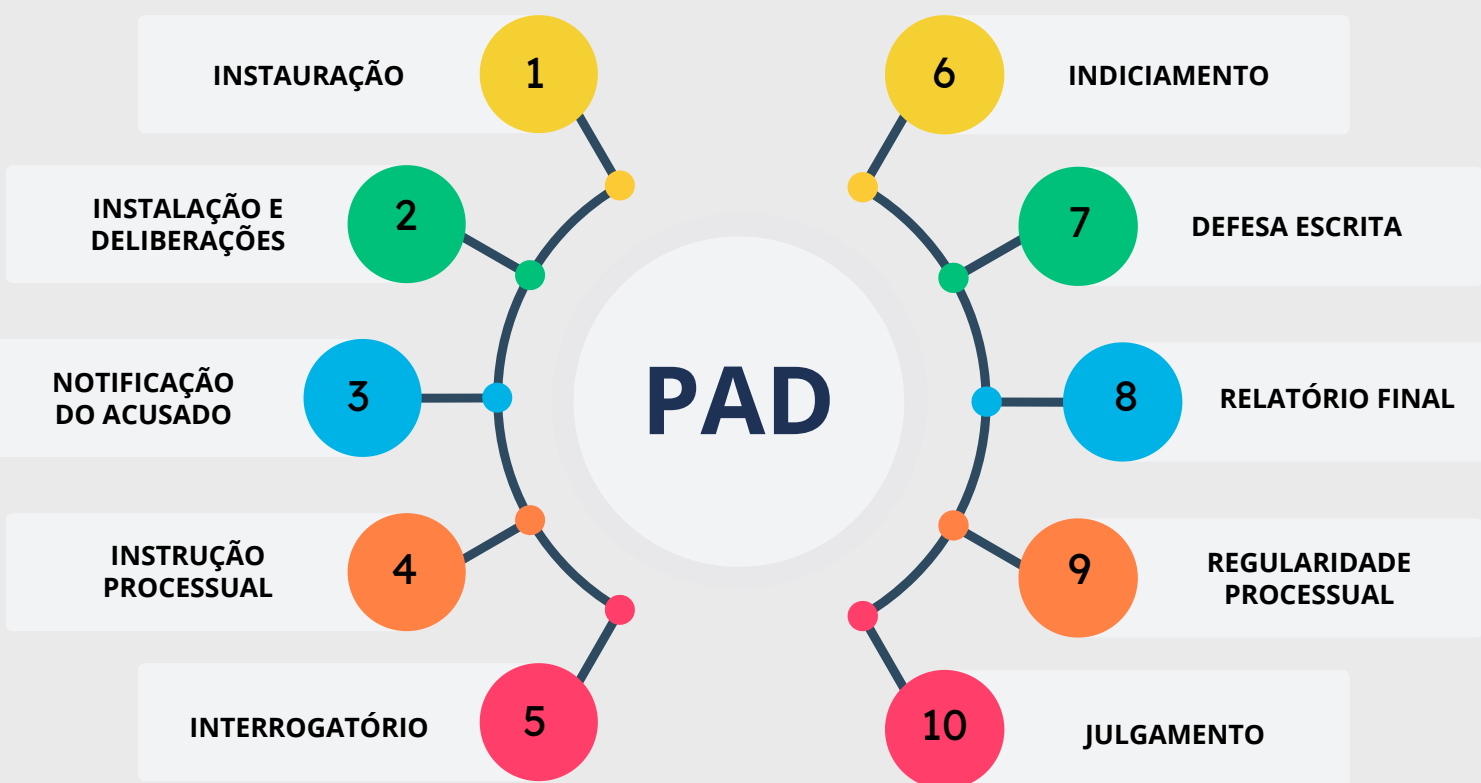 1
INSTAURAÇÃO
2
INSTALAÇÃO E
DELIBERAÇÕES
3
NOTIFICAÇÃO
DO ACUSADO
4
INSTRUÇÃO
PROCESSUAL
5
INTERROGATÓRIO
PAD
6
INDICIAMENTO
7
DEFESA ESCRITA
8
RELATÓRIO FINAL
9
REGULARIDADE
PROCESSUAL
10
JULGAMENTO